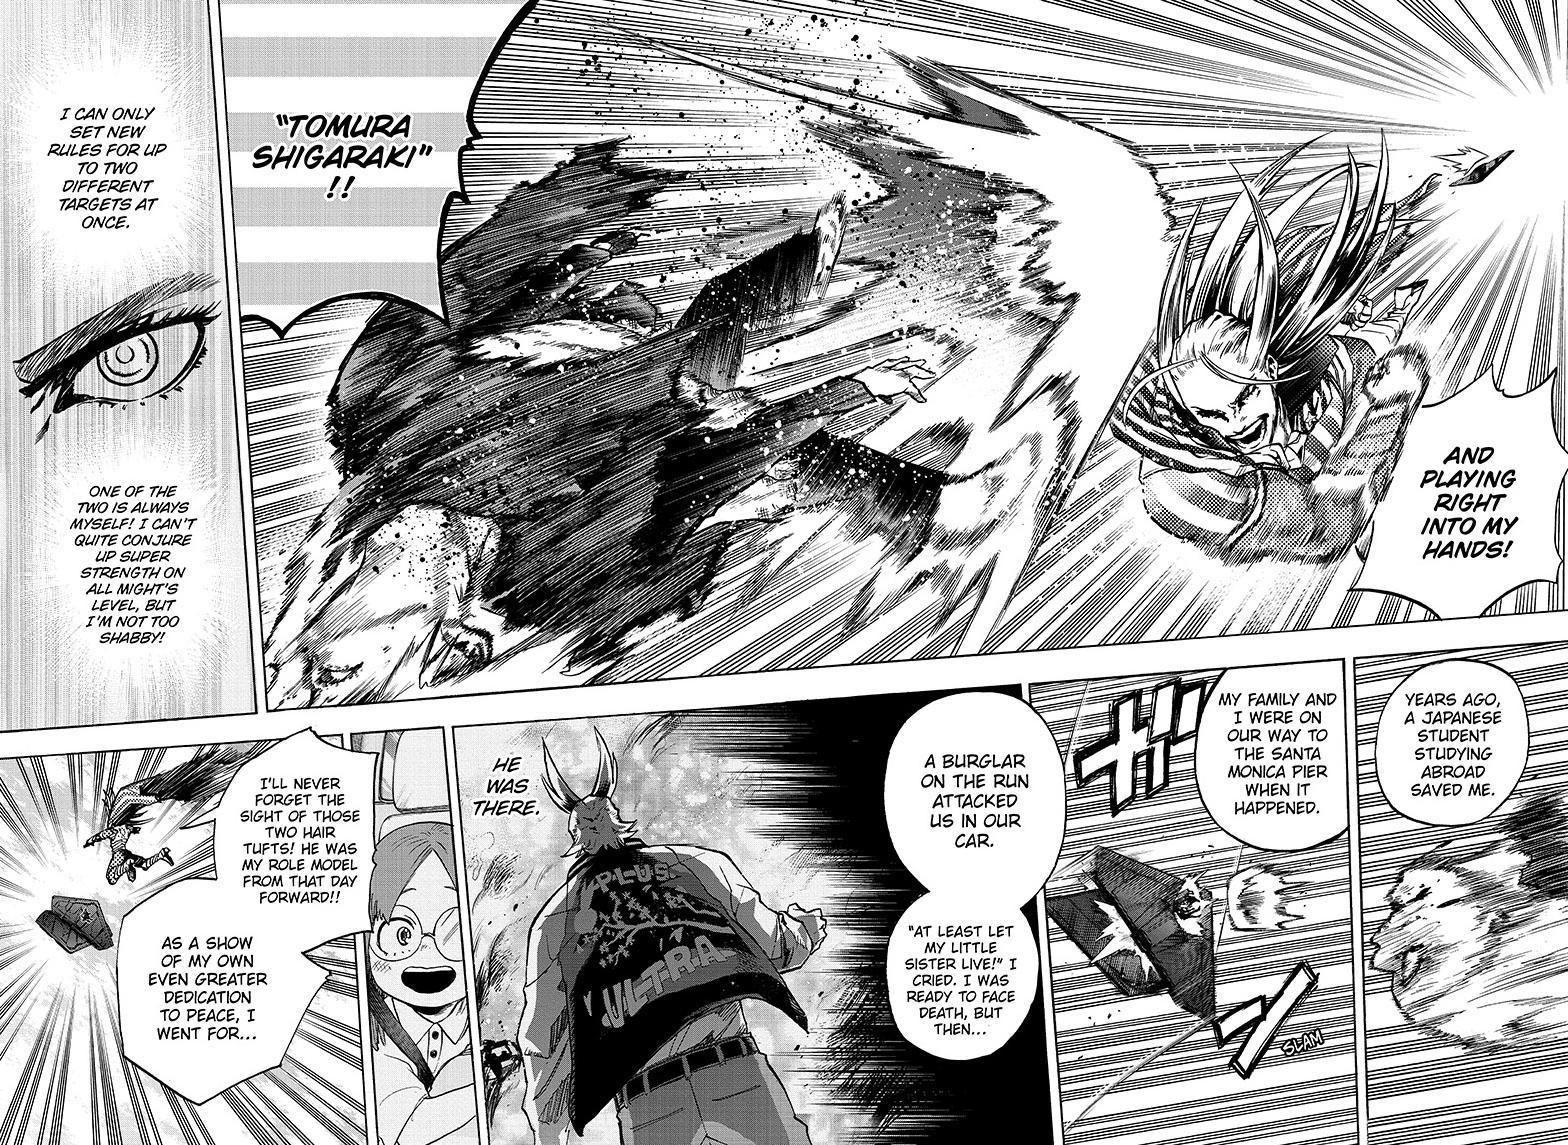 AND
PLAYING
RIGHT
INTO MY
HANDS!
"TOMURA
SHIGARAKI"
!!
I CAN ONLY
SET NEW
RULES FOR UP
TO TWO
DIFFERENT
TARGETS AT
ONCE.
ONE OF THE
TWO IS ALWAYS
MYSELF! I CAN'T
QUITE CONJURE
UP SUPER
STRENGTH ON
ALL MIGHT'S
LEVEL, BUT
I'M NOT TOO
SHABBY!
YEARS AGO,
A JAPANESE
STUDENT
STUDYING
ABROAD
SAVED ME.
MY FAMILY AND
I WERE ON
OUR WAY TO
THE SANTA
MONICA PIER
WHEN IT
HAPPENED.
SLAM
A BURGLAR
ON THE RUN
ATTACKED
US IN OUR
CAR.
"AT LEAST LET
MY LITTLE
SISTER LIVE!" I
CRIED. I WAS
READY TO FACE
DEATH, BUT
THEN...
HE
WAS
THERE.
PLUS
ULTRA
I'LL NEVER
FORGET THE
SIGHT OF THOSE
TWO HAIR
TUFTS! HE WAS
MY ROLE MODEL
FROM THAT DAY
FORWARD!!
AS A SHOW
OF MY OWN
EVEN GREATER
DEDICATION
TO PEACE, I
WENT FOR...